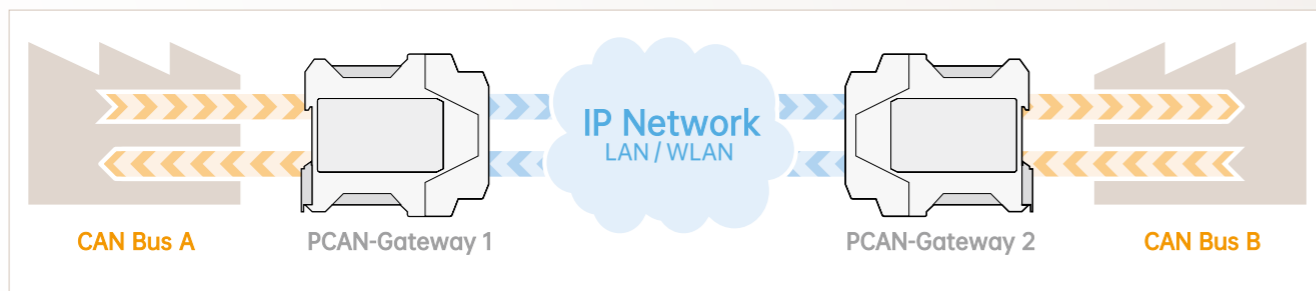 IP Network
LAN / WLAN
CAN Bus A
PCAN-Gateway 1
PCAN-Gateway 2
CAN Bus B